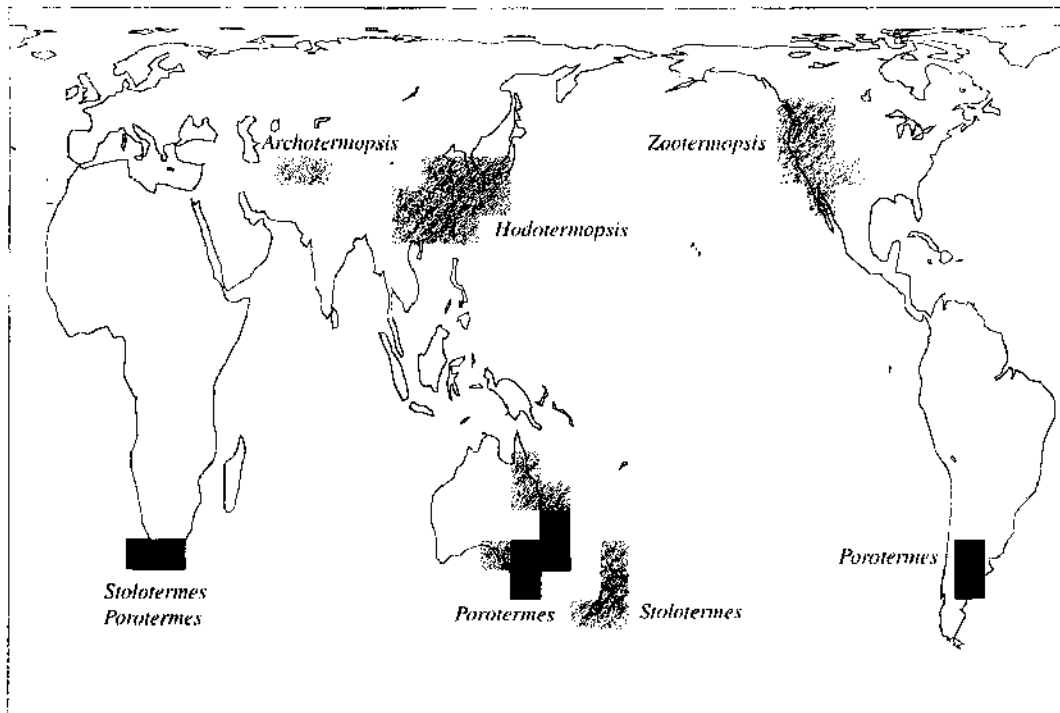 Archotermopsis
Zootermopsis
Hodotermopsis
Porotermes
Stolotermes
Porotermes
Porotermes
Stolotermes